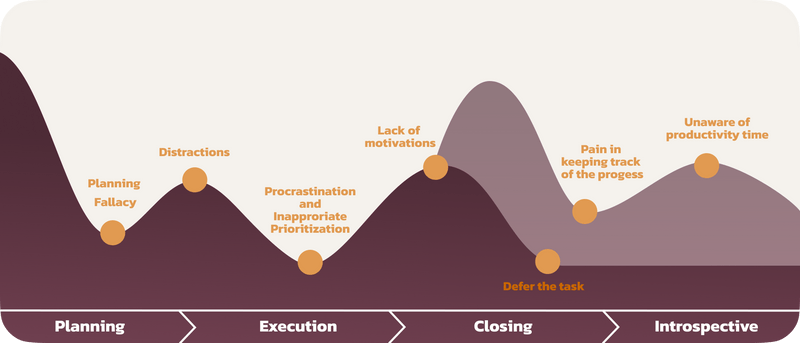 Planning
Fallacy
Distractions
Procrastination
and
Inapproriate
Prioritization
Lack of
motivations
Defer the task
Pain in
keeping track
of the progess
Unaware of
productivity time
Planning
Execution
Closing
Introspective